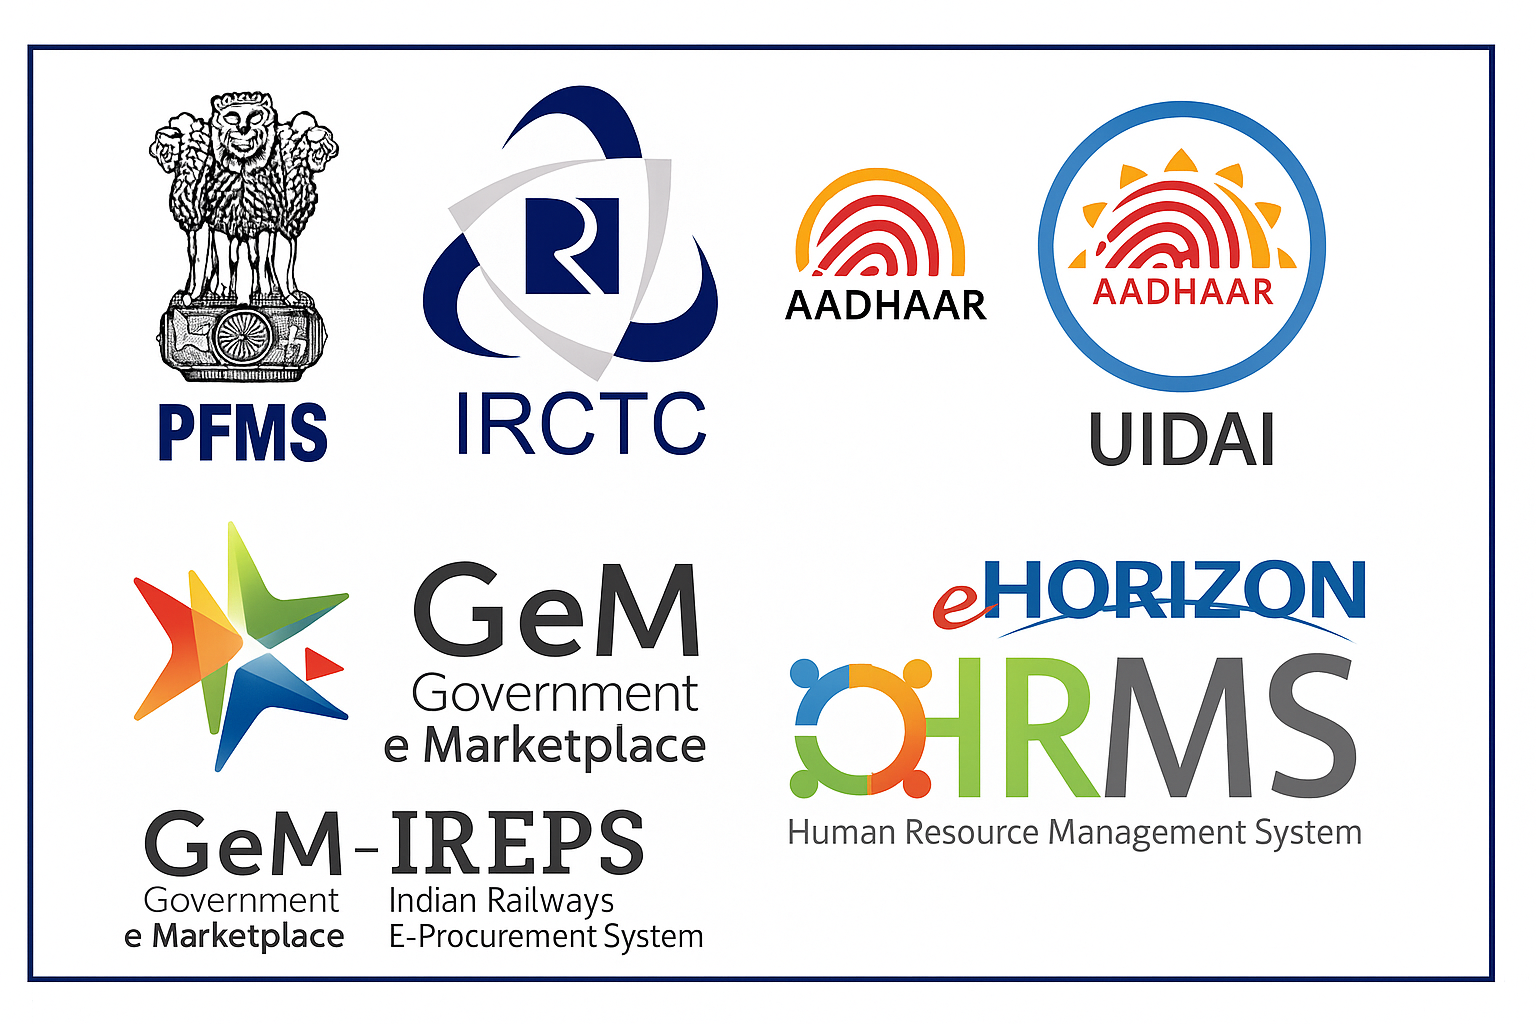 PFMS
IRCTC
AADHAAR
AADHAAR
UIDAI
GeM
Government
e Marketplace
eHORIZON
HRMS
Human Resource Management System
GeM-IREPS
Government
e Marketplace
Indian Railways
E-Procurement System